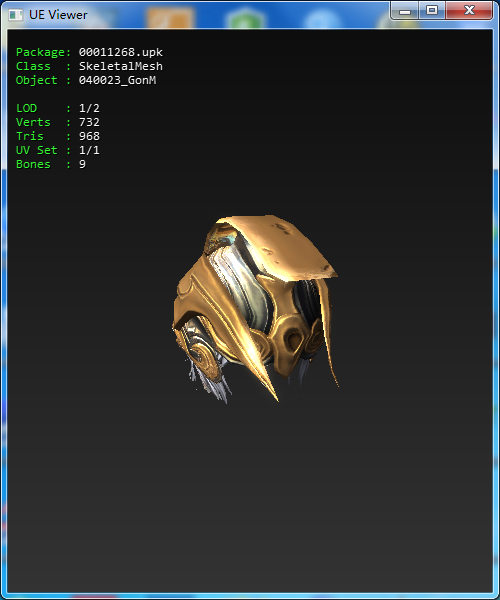 UE Viewer
Package: 00011268.upk
Class : SkeletalMesh
Object : 040023_GonM
LOD : 1/2
Verts : 732
Tris : 968
UV Set : 1/1
Bones : 9